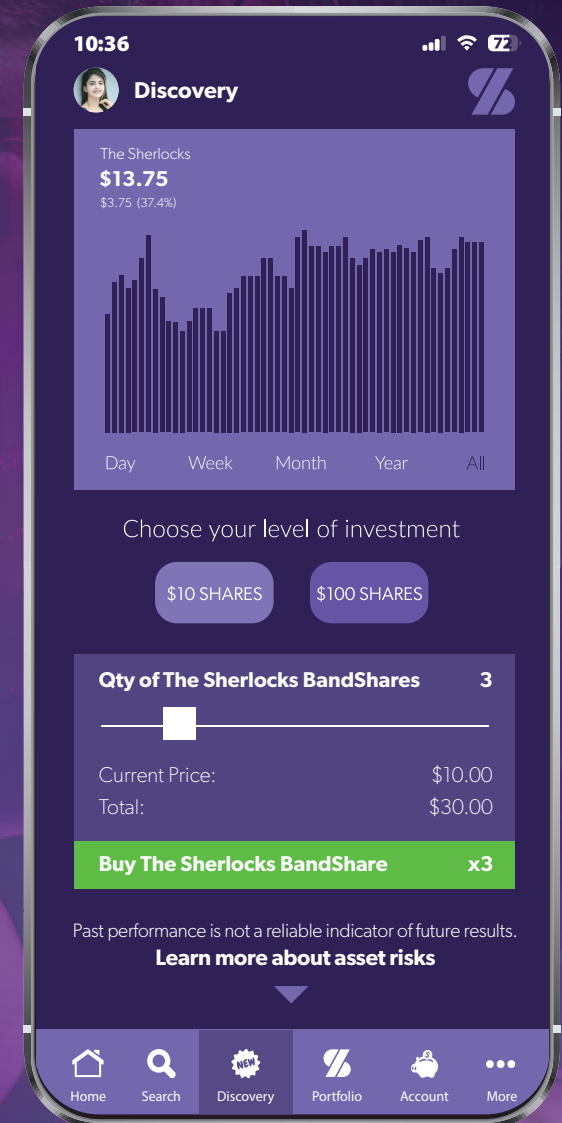 10:36
72
Discovery
The Sherlocks
$13.75
$3.75 (37.4%)
Day Week Month Year All
Choose your level of investment
$10 SHARES $100 SHARES
Qty of The Sherlocks BandShares 3
Current Price: $10.00
Total: $30.00
Buy The Sherlocks BandShare x3
Past performance is not a reliable indicator of future results.
Learn more about asset risks
NEW
Home Search Discovery Portfolio Account More